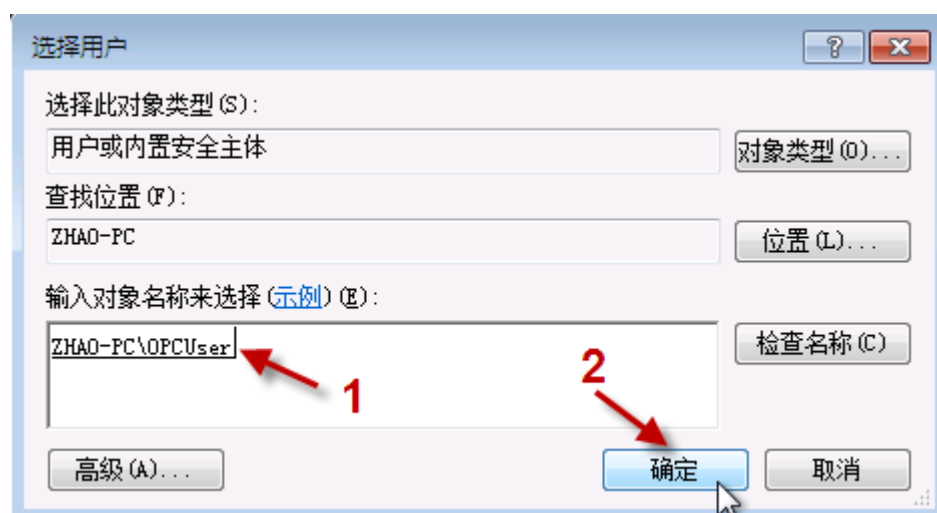 选择用户
选择此对象类型(S):
用户或内置安全主体
对象类型(O)...
查找位置(F):
ZHAO-PC
位置(L)...
输入对象名称来选择(示例)(E):
ZHAO-PC\OPCUser
检查名称(C)
1
2
高级(A)...
确定
取消